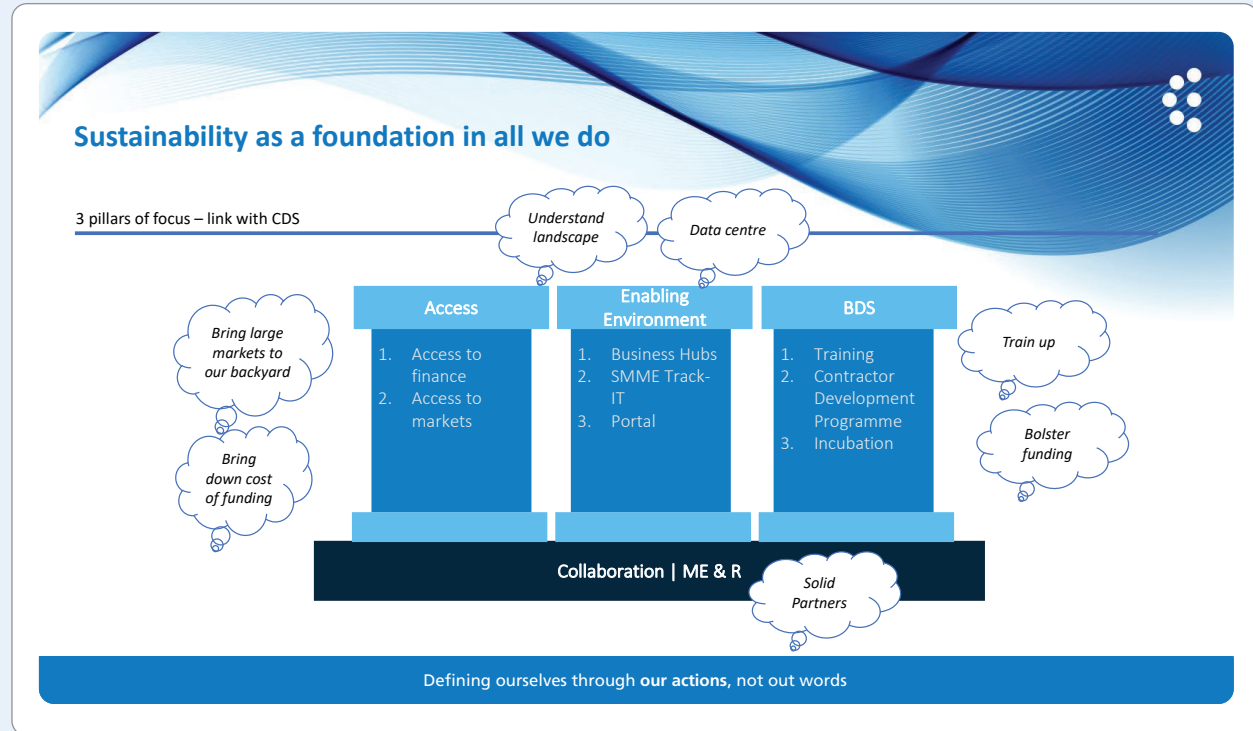 Sustainability as a foundation in all we do
3 pillars of focus – link with CDS
Understand
landscape
Data centre
Bring large
markets to
our backyard
Bring
down cost
of funding
Access
1. Access to
finance
2. Access to
markets
Enabling
Environment
1. Business Hubs
2. SMME Track-
IT
3. Portal
BDS
1. Training
2. Contractor
Development
Programme
3. Incubation
Train up
Bolster
funding
Collaboration | ME & R
Solid
Partners
Defining ourselves through our actions, not out words